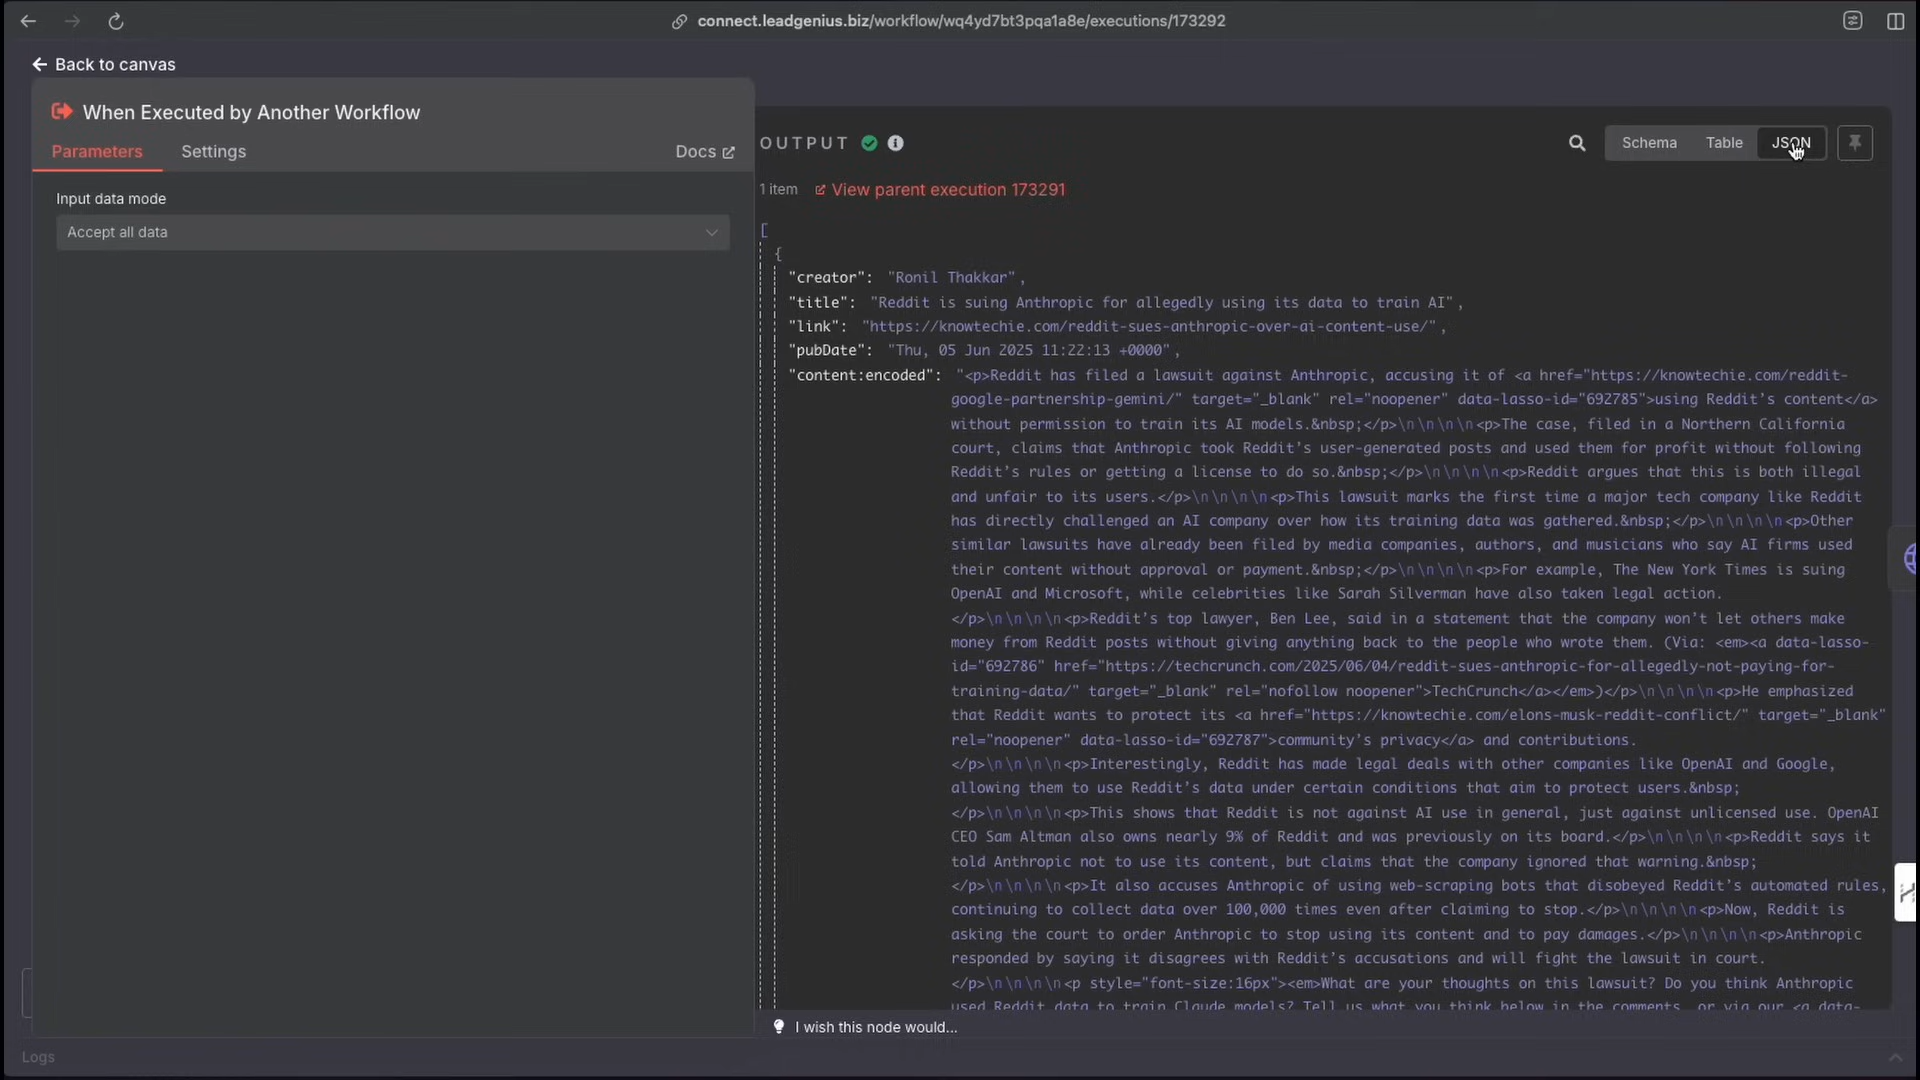 connect.leadgenius.biz/workflow/wq4yd7bt3pqa1a8e/executions/173292
Back to canvas
When Executed by Another Workflow
Parameters
Settings
Docs
Input data mode
Accept all data
OUTPUT
Schema
Table
JSON
1 item
View parent execution 173291
[
{
"creator": "Ronil Thakkar",
"title": "Reddit is suing Anthropic for allegedly using its data to train AI",
"link": "https://knowtechie.com/reddit-sues-anthropic-over-ai-content-use/",
"pubDate": "Thu, 05 Jun 2025 11:22:13 +0000",
"content:encoded": "<p>Reddit has filed a lawsuit against Anthropic, accusing it of <a href="https://knowtechie.com/reddit-
google-partnership-gemini/" target="_blank" rel="noopener" data-lasso-id="692785">using Reddit’s content</a>
without permission to train its AI models.&nbsp;</p>\n\n\n\n<p>The case, filed in a Northern California
court, claims that Anthropic took Reddit’s user-generated posts and used them for profit without following
Reddit’s rules or getting a license to do so.&nbsp;</p>\n\n\n\n<p>Reddit argues that this is both illegal
and unfair to its users.</p>\n\n\n\n<p>This lawsuit marks the first time a major tech company like Reddit
has directly challenged an AI company over how its training data was gathered.&nbsp;</p>\n\n\n\n<p>Other
similar lawsuits have already been filed by media companies, authors, and musicians who say AI firms used
their content without approval or payment.&nbsp;</p>\n\n\n\n<p>For example, The New York Times is suing
OpenAI and Microsoft, while celebrities like Sarah Silverman have also taken legal action.
</p>\n\n\n\n<p>Reddit’s top lawyer, Ben Lee, said in a statement that the company won’t let others make
money from Reddit posts without giving anything back to the people who wrote them. (Via: <em><a data-lasso-
id="692786" href="https://techcrunch.com/2025/06/04/reddit-sues-anthropic-for-allegedly-not-paying-for-
training-data/" target="_blank" rel="nofollow noopener">TechCrunch</a></em>)</p>\n\n\n\n<p>He emphasized
that Reddit wants to protect its <a href="https://knowtechie.com/elons-musk-reddit-conflict/" target="_blank"
rel="noopener" data-lasso-id="692787">community’s privacy</a> and contributions.
</p>\n\n\n\n<p>Interestingly, Reddit has made legal deals with other companies like OpenAI and Google,
allowing them to use Reddit’s data under certain conditions that aim to protect users.&nbsp;
</p>\n\n\n\n<p>This shows that Reddit is not against AI use in general, just against unlicensed use. OpenAI
CEO Sam Altman also owns nearly 9% of Reddit and was previously on its board.</p>\n\n\n\n<p>Reddit says it
told Anthropic not to use its content, but claims that the company ignored that warning.&nbsp;
</p>\n\n\n\n<p>It also accuses Anthropic of using web-scraping bots that disobeyed Reddit’s automated rules,
continuing to collect data over 100,000 times even after claiming to stop.</p>\n\n\n\n<p>Now, Reddit is
asking the court to order Anthropic to stop using its content and to pay damages.</p>\n\n\n\n<p>Anthropic
responded by saying it disagrees with Reddit’s accusations and will fight the lawsuit in court.
</p>\n\n\n\n<p style="font-size:16px"><em>What are your thoughts on this lawsuit? Do you think Anthropic
used Reddit data to train Claude models? Tell us what you think below in the comments, or via our <a data-
I wish this node would...
Logs